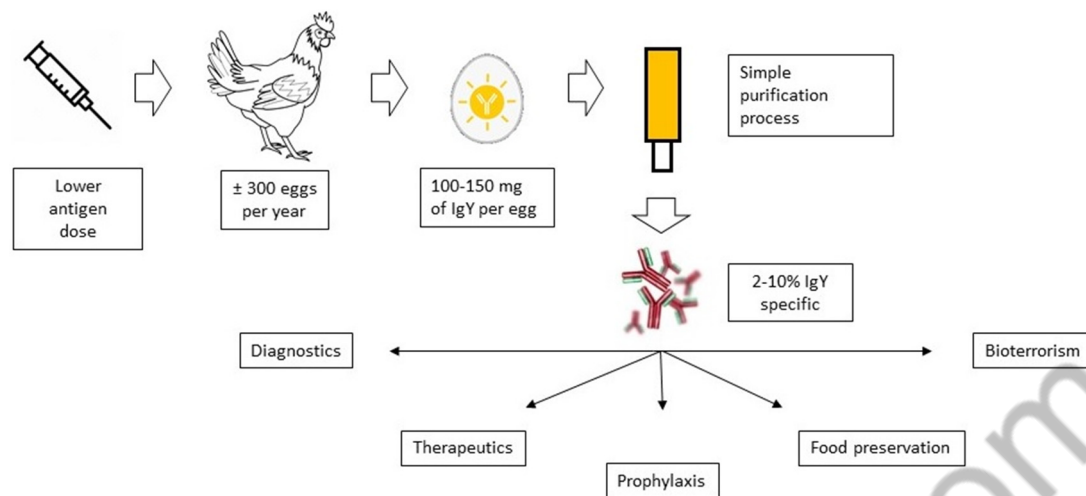 Simple
purification
process
Lower
antigen
dose
± 300 eggs
per year
100-150 mg
of IgY per egg
2-10% IgY
specific
Diagnostics
Bioterrorism
Therapeutics
Food preservation
Prophylaxis
om